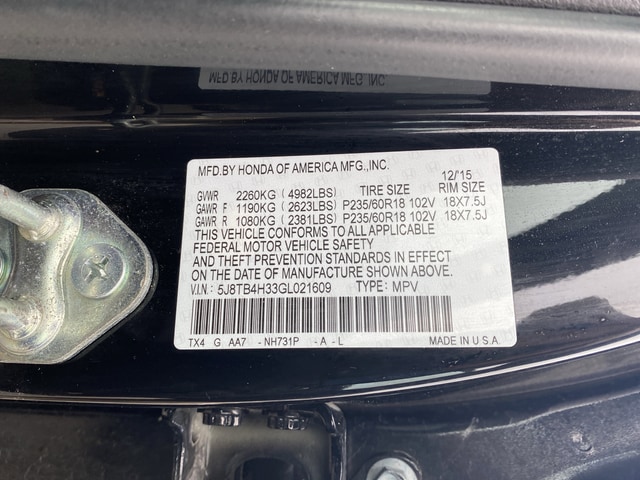 MFD.BY HONDA OF AMERICA MFG.,INC.
MFD.BY HONDA OF AMERICA MFG.,INC.
12/'15
GVWR 2260KG ( 4982LBS) TIRE SIZE RIM SIZE
GAWR F 1190KG ( 2623LBS) P235/60R18 102V 18X7.5J
GAWR R 1080KG ( 2381LBS) P235/60R18 102V 18X7.5J
THIS VEHICLE CONFORMS TO ALL APPLICABLE
FEDERAL MOTOR VEHICLE SAFETY
AND THEFT PREVENTION STANDARDS IN EFFECT
ON THE DATE OF MANUFACTURE SHOWN ABOVE.
V.I.N.: 5J8TB4H33GL021609 TYPE: MPV
TX4 G AA7 - NH731P - A - L MADE IN U.S.A.